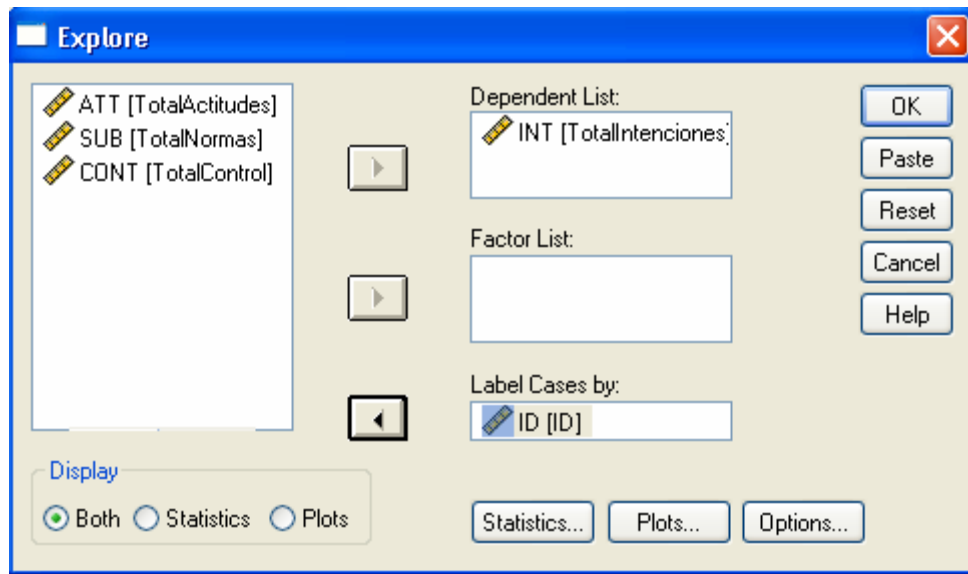 Explore
ATT [TotalActitudes]
SUB [TotalNormas]
CONT [TotalControl]
Dependent List:
INT [TotalIntenciones]
Factor List:
Label Cases by:
ID [ID]
OK
Paste
Reset
Cancel
Help
Display
Both
Statistics
Plots
Statistics...
Plots...
Options...